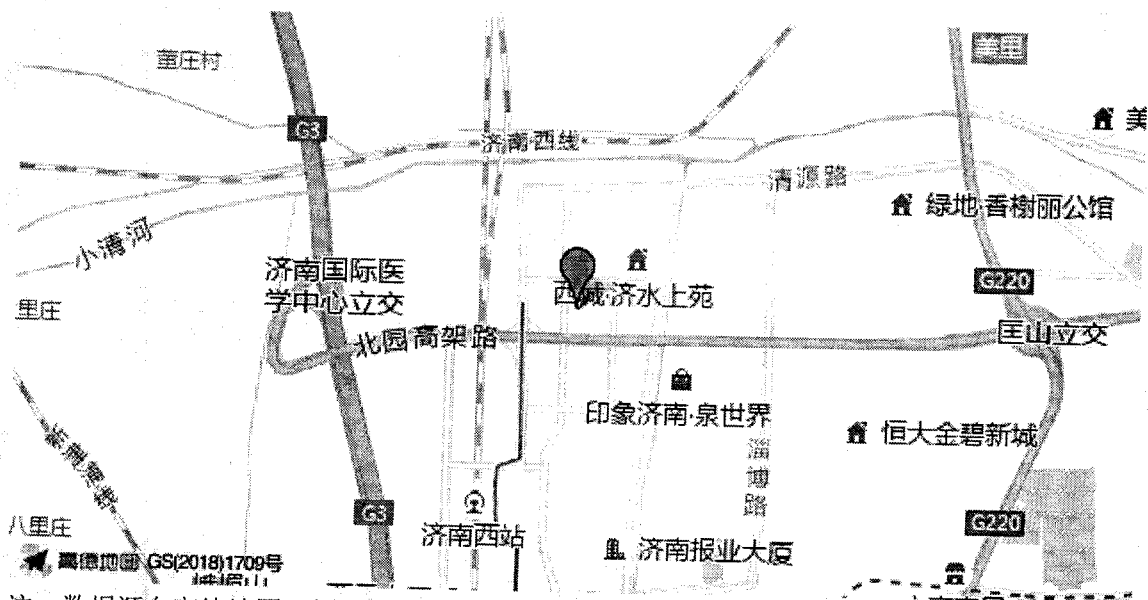 董庄村
美里
G3
济南西线
美
清源路
绿地·香榭丽公馆
小清河
济南国际医
学中心立交
G220
西城·济水上苑
里庄
北园高架路
匡山立交
印象济南·泉世界
恒大金碧新城
淄博路
G3
G220
八里庄
济南西站
济南报业大厦
高德地图 GS(2018)1709号